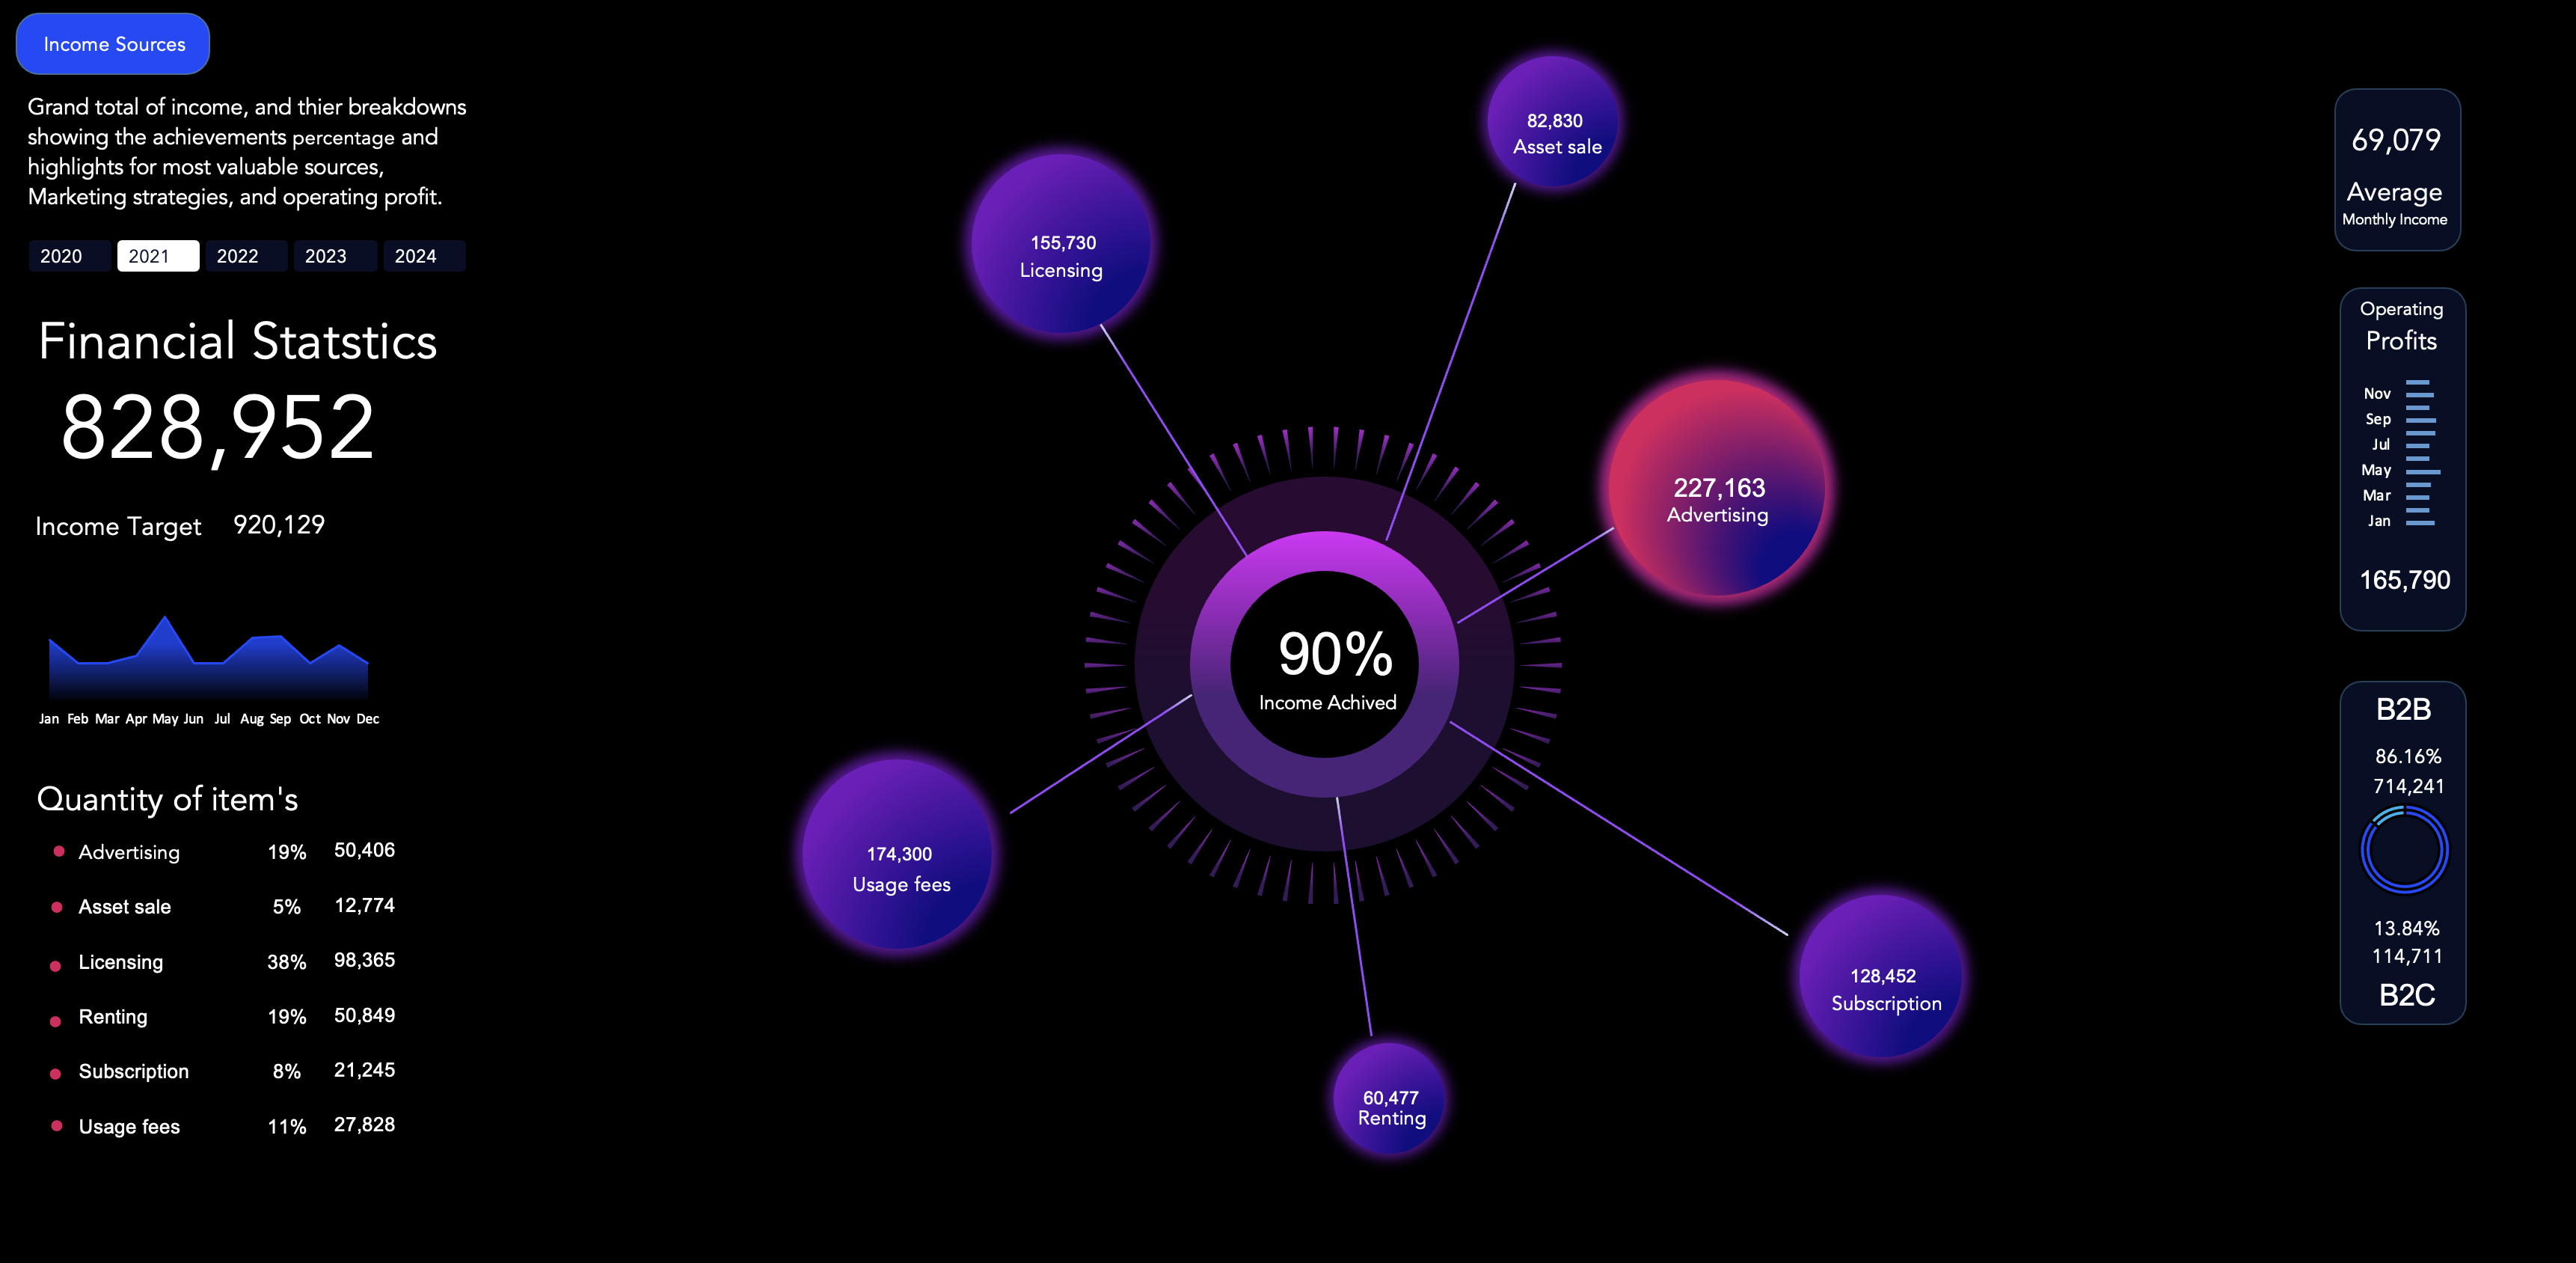 Income Sources
Grand total of income, and thier breakdowns
showing the achievements percentage and
highlights for most valuable sources,
Marketing strategies, and operating profit.
2020 2021 2022 2023 2024
Financial Statstics
828,952
Income Target 920,129
Jan Feb Mar Apr May Jun Jul Aug Sep Oct Nov Dec
Quantity of item's
Advertising 19% 50,406
Asset sale 5% 12,774
Licensing 38% 98,365
Renting 19% 50,849
Subscription 8% 21,245
Usage fees 11% 27,828
82,830
Asset sale
155,730
Licensing
227,163
Advertising
90%
Income Achived
174,300
Usage fees
128,452
Subscription
60,477
Renting
69,079
Average
Monthly Income
Operating
Profits
Nov
Sep
Jul
May
Mar
Jan
165,790
B2B
86.16%
714,241
13.84%
114,711
B2C